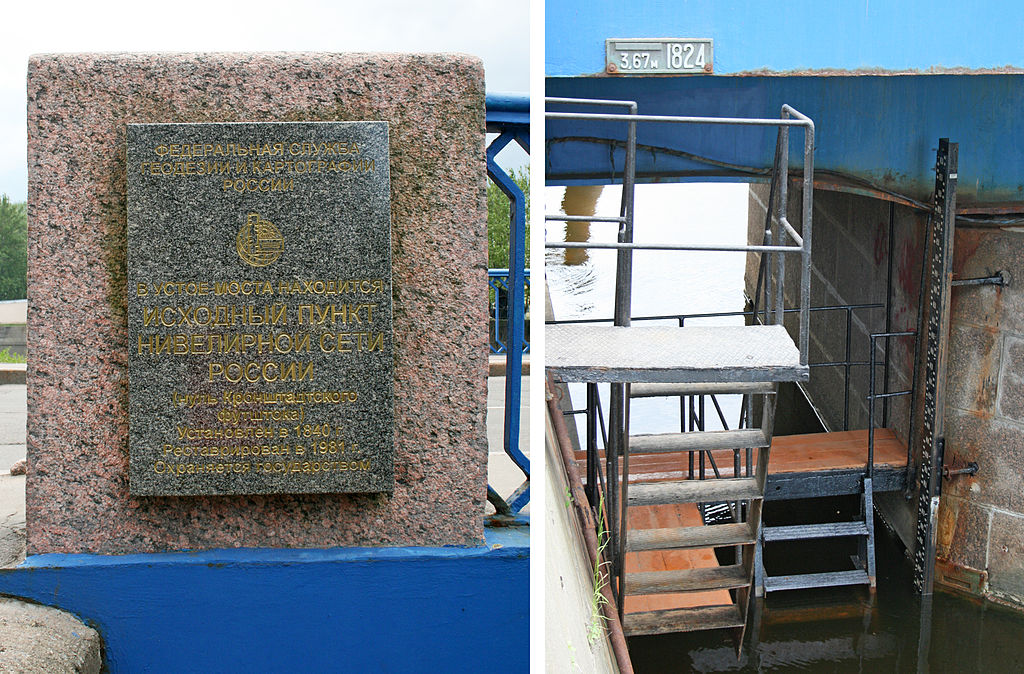 ФЕДЕРАЛЬНАЯ СЛУЖБА
ГЕОДЕЗИИ И КАРТОГРАФИИ
РОССИИ
В УСТОЕ МОСТА НАХОДИТСЯ
ИСХОДНЫЙ ПУНКТ
НИВЕЛИРНОЙ СЕТИ
РОССИИ
(нуль Кронштадтского
футштока)
Установлен в 1840 г.
Реставрирован в 1981 г.
Охраняется государством
3,67м 1824